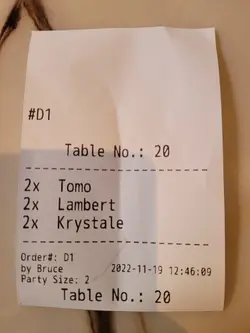 #D1
Table No.: 20
2x Tomo
2x Lambert
2x Krystale
Order#: D1
by Bruce 2022-11-19 12:46:09
Party Size: 2
Table No.: 20